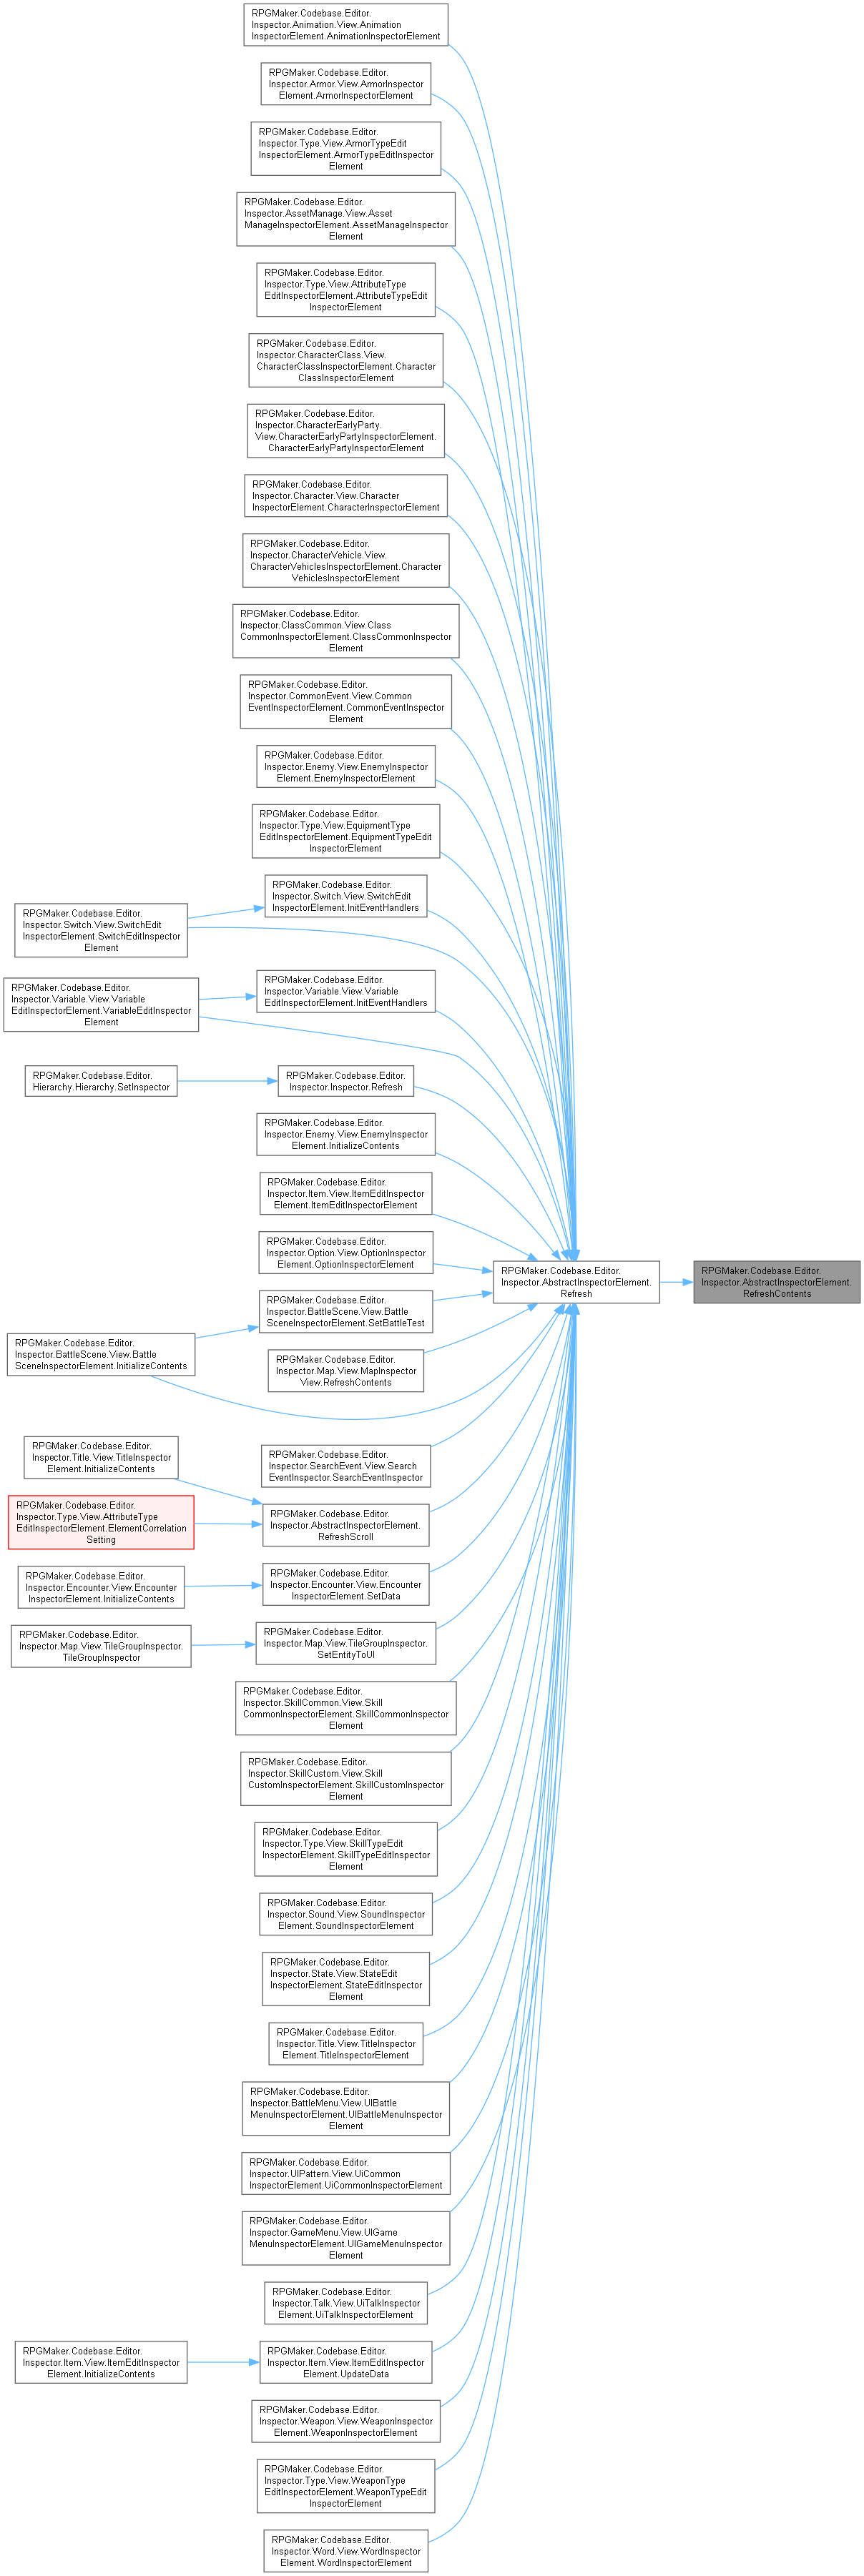 RPGMaker.Codebase.Editor.
Inspector.Animation.View.Animation
InspectorElement.AnimationInspectorElement
RPGMaker.Codebase.Editor.
Inspector.Armor.View.ArmorInspector
Element.ArmorInspectorElement
RPGMaker.Codebase.Editor.
Inspector.Type.View.ArmorTypeEdit
InspectorElement.ArmorTypeEditInspector
Element
RPGMaker.Codebase.Editor.
Inspector.AssetManage.View.Asset
ManageInspectorElement.AssetManageInspector
Element
RPGMaker.Codebase.Editor.
Inspector.Type.View.AttributeType
EditInspectorElement.AttributeTypeEdit
InspectorElement
RPGMaker.Codebase.Editor.
Inspector.CharacterClass.View.
CharacterClassInspectorElement.Character
ClassInspectorElement
RPGMaker.Codebase.Editor.
Inspector.CharacterEarlyParty.
View.CharacterEarlyPartyInspectorElement.
CharacterEarlyPartyInspectorElement
RPGMaker.Codebase.Editor.
Inspector.Character.View.Character
InspectorElement.CharacterInspectorElement
RPGMaker.Codebase.Editor.
Inspector.CharacterVehicle.View.
CharacterVehiclesInspectorElement.Character
VehiclesInspectorElement
RPGMaker.Codebase.Editor.
Inspector.ClassCommon.View.Class
CommonInspectorElement.ClassCommonInspector
Element
RPGMaker.Codebase.Editor.
Inspector.CommonEvent.View.Common
EventInspectorElement.CommonEventInspector
Element
RPGMaker.Codebase.Editor.
Inspector.Enemy.View.EnemyInspector
Element.EnemyInspectorElement
RPGMaker.Codebase.Editor.
Inspector.Type.View.EquipmentType
EditInspectorElement.EquipmentTypeEdit
InspectorElement
RPGMaker.Codebase.Editor.
Inspector.Switch.View.SwitchEdit
InspectorElement.InitEventHandlers
RPGMaker.Codebase.Editor.
Inspector.Switch.View.SwitchEdit
InspectorElement.SwitchEditInspector
Element
RPGMaker.Codebase.Editor.
Inspector.Variable.View.Variable
EditInspectorElement.InitEventHandlers
RPGMaker.Codebase.Editor.
Inspector.Variable.View.Variable
EditInspectorElement.VariableEditInspector
Element
RPGMaker.Codebase.Editor.
Inspector.Inspector.Refresh
RPGMaker.Codebase.Editor.
Hierarchy.Hierarchy.SetInspector
RPGMaker.Codebase.Editor.
Inspector.Enemy.View.EnemyInspector
Element.InitializeContents
RPGMaker.Codebase.Editor.
Inspector.Item.View.ItemEditInspector
Element.ItemEditInspectorElement
RPGMaker.Codebase.Editor.
Inspector.Option.View.OptionInspector
Element.OptionInspectorElement
RPGMaker.Codebase.Editor.
Inspector.AbstractInspectorElement.
Refresh
RPGMaker.Codebase.Editor.
Inspector.AbstractInspectorElement.
RefreshContents
RPGMaker.Codebase.Editor.
Inspector.BattleScene.View.Battle
SceneInspectorElement.SetBattleTest
RPGMaker.Codebase.Editor.
Inspector.BattleScene.View.Battle
SceneInspectorElement.InitializeContents
RPGMaker.Codebase.Editor.
Inspector.Map.View.MapInspector
View.RefreshContents
RPGMaker.Codebase.Editor.
Inspector.SearchEvent.View.Search
EventInspector.SearchEventInspector
RPGMaker.Codebase.Editor.
Inspector.Title.View.TitleInspector
Element.InitializeContents
RPGMaker.Codebase.Editor.
Inspector.Type.View.AttributeType
EditInspectorElement.ElementCorrelation
Setting
RPGMaker.Codebase.Editor.
Inspector.AbstractInspectorElement.
RefreshScroll
RPGMaker.Codebase.Editor.
Inspector.Encounter.View.Encounter
InspectorElement.SetData
RPGMaker.Codebase.Editor.
Inspector.Encounter.View.Encounter
InspectorElement.InitializeContents
RPGMaker.Codebase.Editor.
Inspector.Map.View.TileGroupInspector.
SetEntityToUI
RPGMaker.Codebase.Editor.
Inspector.Map.View.TileGroupInspector.
TileGroupInspector
RPGMaker.Codebase.Editor.
Inspector.SkillCommon.View.Skill
CommonInspectorElement.SkillCommonInspector
Element
RPGMaker.Codebase.Editor.
Inspector.SkillCustom.View.Skill
CustomInspectorElement.SkillCustomInspector
Element
RPGMaker.Codebase.Editor.
Inspector.Type.View.SkillTypeEdit
InspectorElement.SkillTypeEditInspector
Element
RPGMaker.Codebase.Editor.
Inspector.Sound.View.SoundInspector
Element.SoundInspectorElement
RPGMaker.Codebase.Editor.
Inspector.State.View.StateEdit
InspectorElement.StateEditInspector
Element
RPGMaker.Codebase.Editor.
Inspector.Title.View.TitleInspector
Element.TitleInspectorElement
RPGMaker.Codebase.Editor.
Inspector.BattleMenu.View.UIBattle
MenuInspectorElement.UIBattleMenuInspector
Element
RPGMaker.Codebase.Editor.
Inspector.UIPattern.View.UiCommon
InspectorElement.UiCommonInspectorElement
RPGMaker.Codebase.Editor.
Inspector.GameMenu.View.UIGame
MenuInspectorElement.UIGameMenuInspector
Element
RPGMaker.Codebase.Editor.
Inspector.Talk.View.UiTalkInspector
Element.UiTalkInspectorElement
RPGMaker.Codebase.Editor.
Inspector.Item.View.ItemEditInspector
Element.UpdateData
RPGMaker.Codebase.Editor.
Inspector.Item.View.ItemEditInspector
Element.InitializeContents
RPGMaker.Codebase.Editor.
Inspector.Weapon.View.WeaponInspector
Element.WeaponInspectorElement
RPGMaker.Codebase.Editor.
Inspector.Type.View.WeaponType
EditInspectorElement.WeaponTypeEdit
InspectorElement
RPGMaker.Codebase.Editor.
Inspector.Word.View.WordInspector
Element.WordInspectorElement